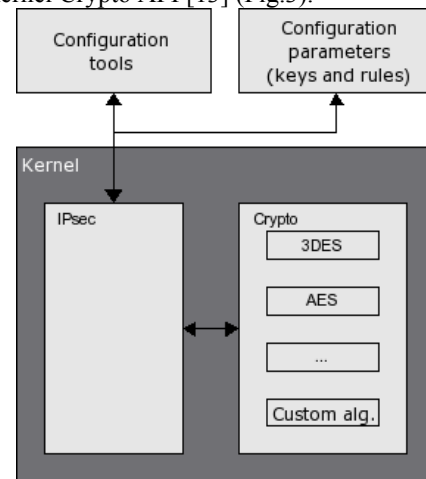 Kernel Crypto API [15] (Fig.3).
Configuration
tools
Configuration
parameters
(keys and rules)
Kernel
IPsec
Crypto
3DES
AES
...
Custom alg.